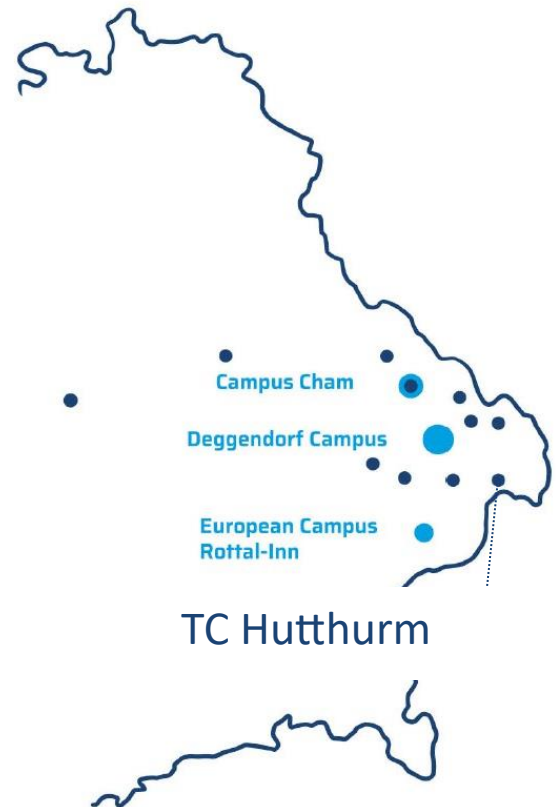 Campus Cham
Deggendorf Campus
European Campus
Rottal-Inn
TC Hutthurm